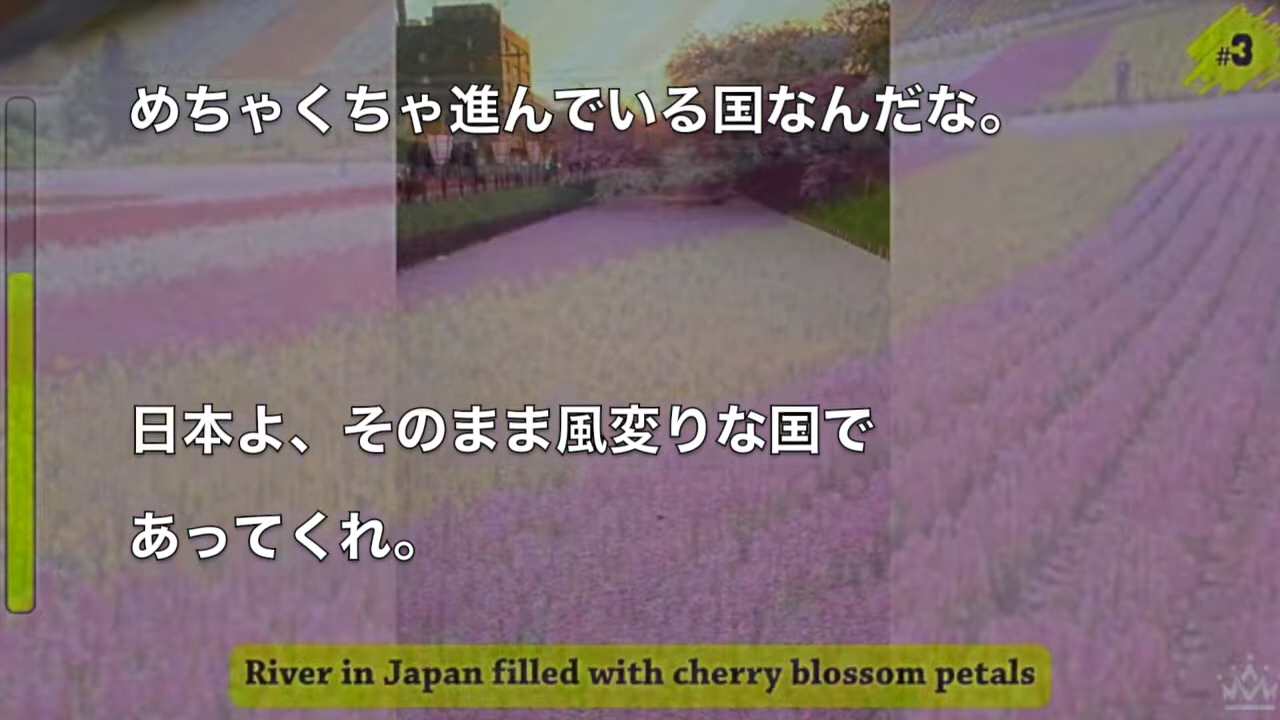 #3
めちゃくちゃ進んでいる国なんだな。
日本よ、そのまま風変りな国で
あってくれ。
River in Japan filled with cherry blossom petals